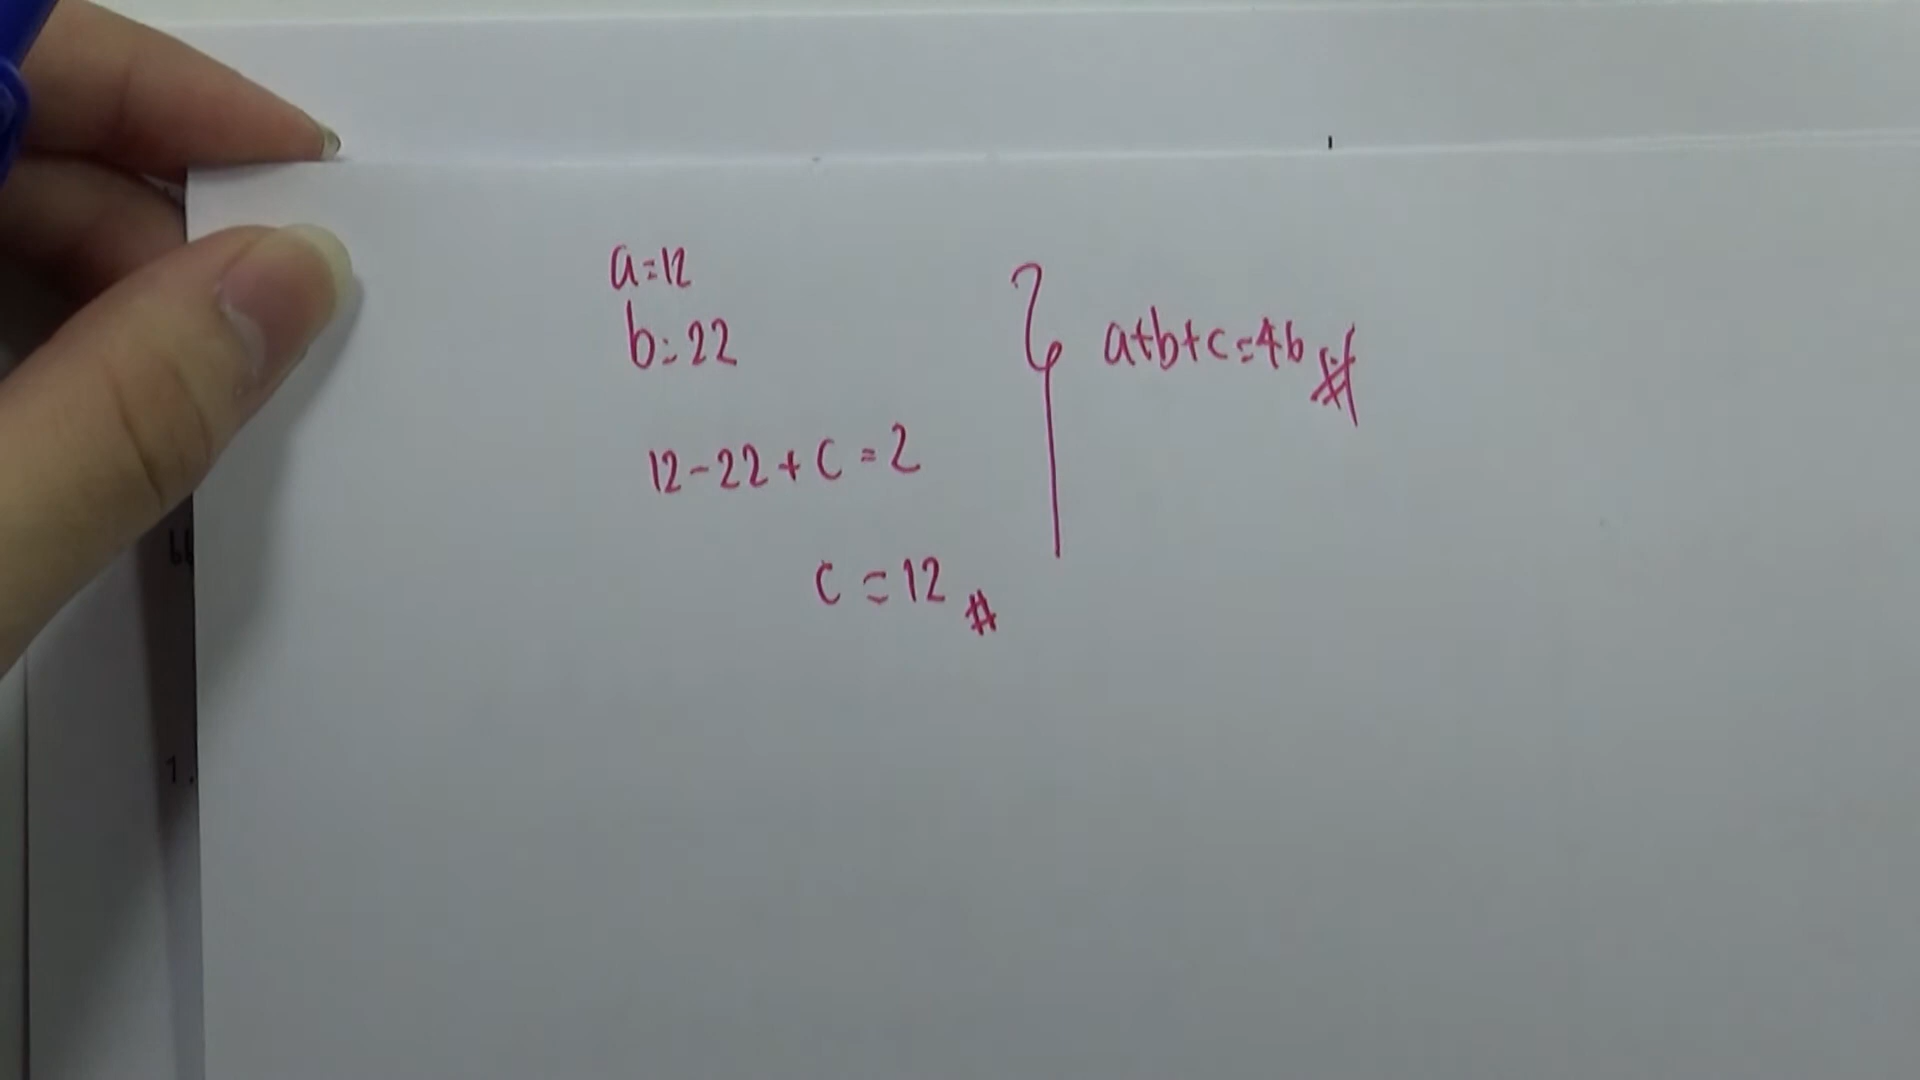 a=12
b=22
12-22+c=2
c=12 #
a+b+c=46 #